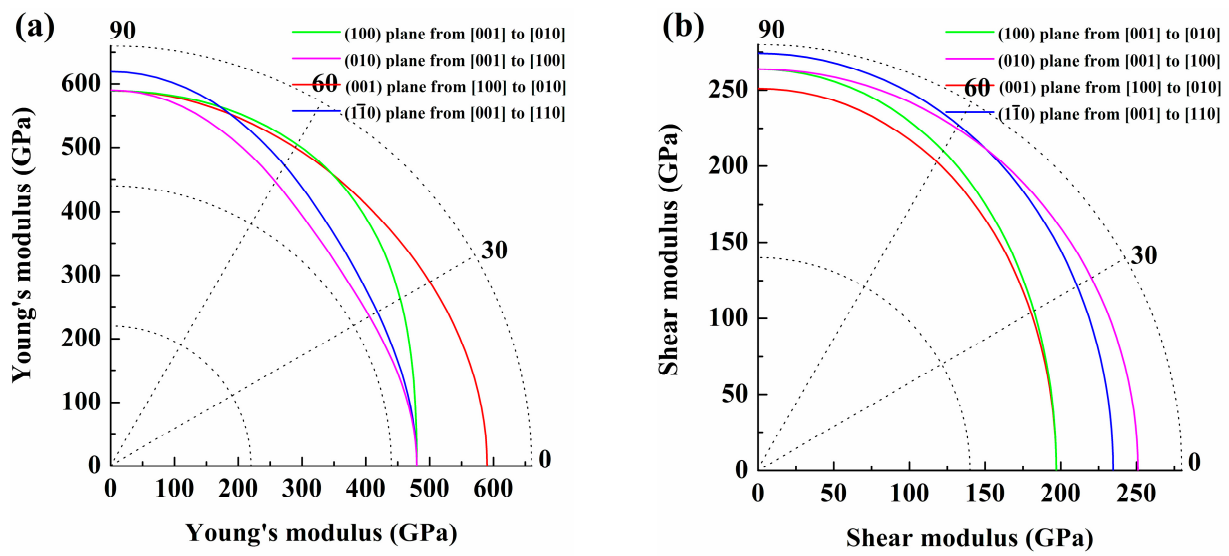 (a)
90
(100) plane from [001] to [010]
(010) plane from [001] to [100]
(001) plane from [100] to [010]
(11̅0) plane from [001] to [110]
60
30
0
Young's modulus (GPa)
600
500
400
300
200
100
0
0 100 200 300 400 500 600
Young's modulus (GPa)
(b)
90
(100) plane from [001] to [010]
(010) plane from [001] to [100]
(001) plane from [100] to [010]
(11̅0) plane from [001] to [110]
60
30
0
Shear modulus (GPa)
250
200
150
100
50
0
0 50 100 150 200 250
Shear modulus (GPa)